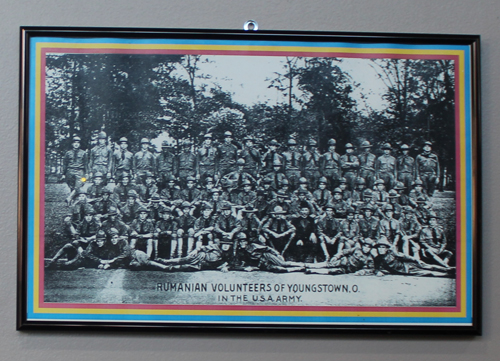 RUMANIAN VOLUNTEERS OF YOUNGSTOWN, O.
IN THE U.S.A. ARMY.